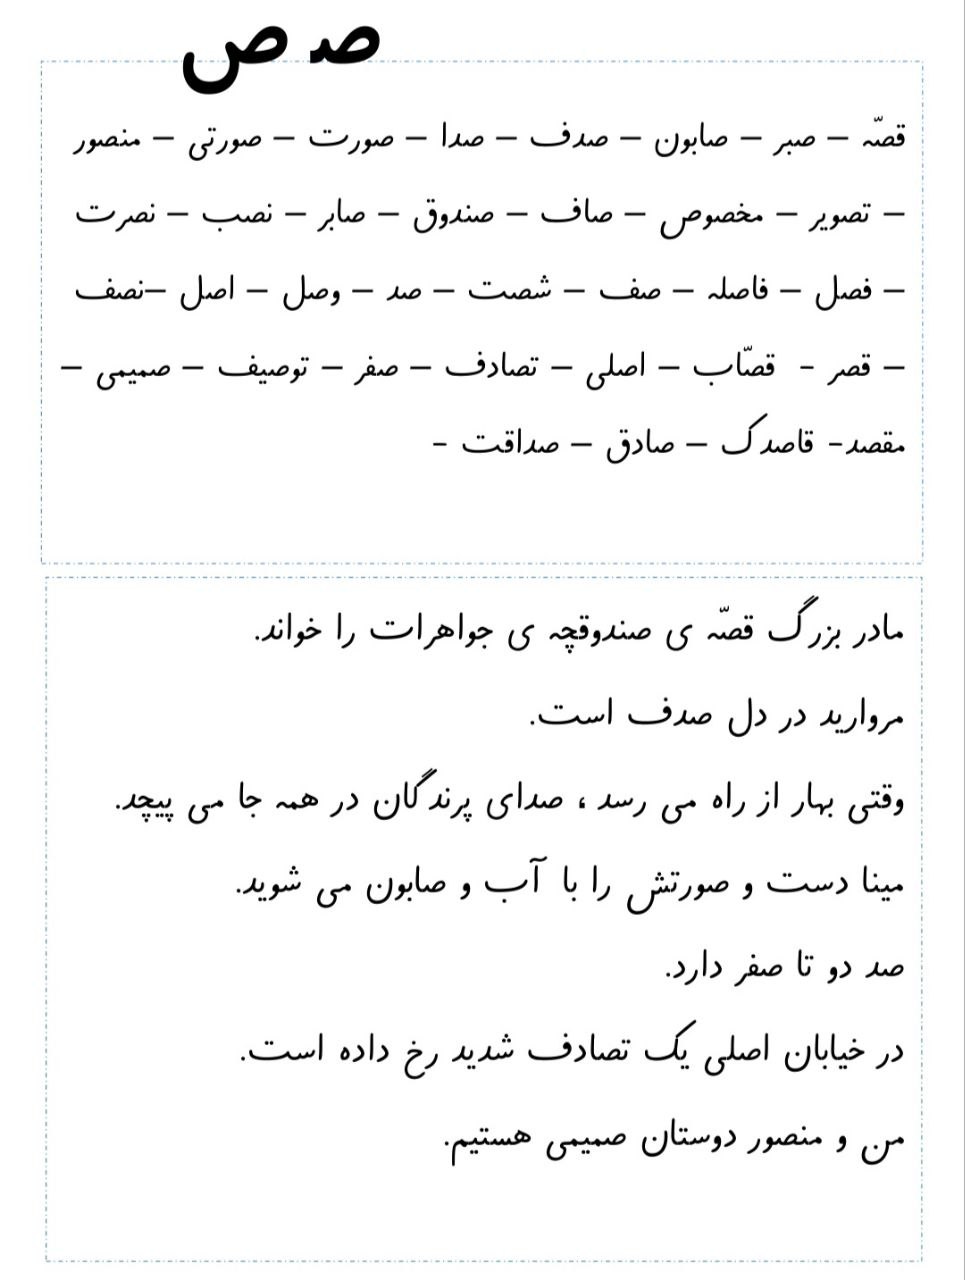 صـ ص
قصّه – صبر – صابون – صدف – صدا – صورت – صورتی – منصور
– تصویر – مخصوص – صاف – صندوق – صابر – نصب – نصرت
– فصل – فاصله – صف – شصت – صد – وصل – اصل –نصف
– قصر - قصّاب – اصلی – تصادف – صفر – توصیف – صمیمی –
مقصد- قاصدک – صادق – صداقت -
مادر بزرگ قصّه ی صندوقچه ی جواهرات را خواند.
مروارید در دل صدف است.
وقتی بهار از راه می رسد ، صدای پرندگان در همه جا می پیچد.
مینا دست و صورتش را با آب و صابون می شوید.
صد دو تا صفر دارد.
در خیابان اصلی یک تصادف شدید رخ داده است.
من و منصور دوستان صمیمی هستیم.